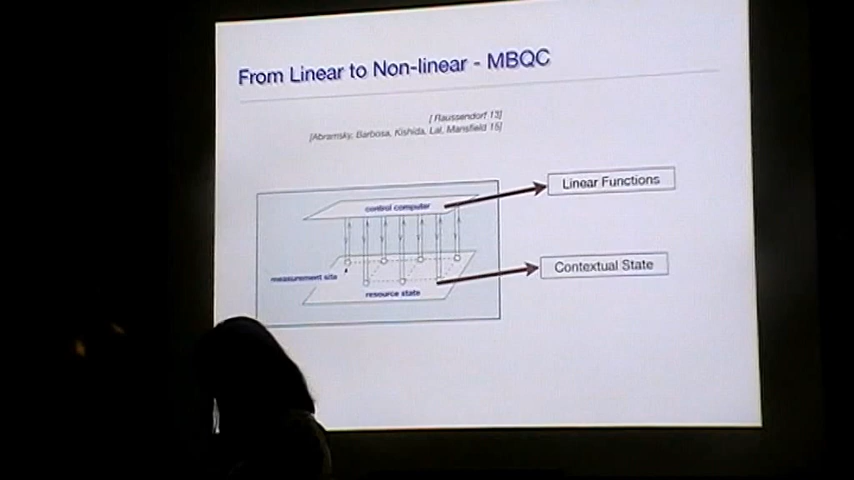 From Linear to Non-linear - MBQC
[ Raussendorf 13]
[Abramsky, Barbosa, Kishida, Lal, Mansfield 15]
control computer
Linear Functions
measurement site
resource state
Contextual State